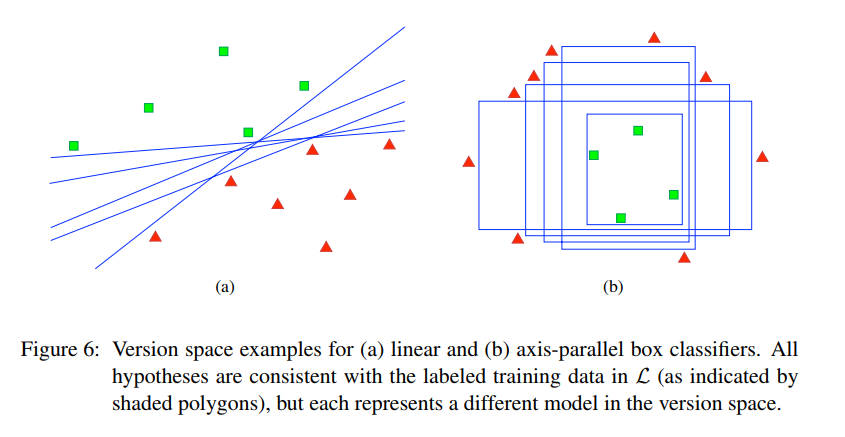 (a)
(b)
Figure 6: Version space examples for (a) linear and (b) axis-parallel box classifiers. All
hypotheses are consistent with the labeled training data in ℒ (as indicated by
shaded polygons), but each represents a different model in the version space.